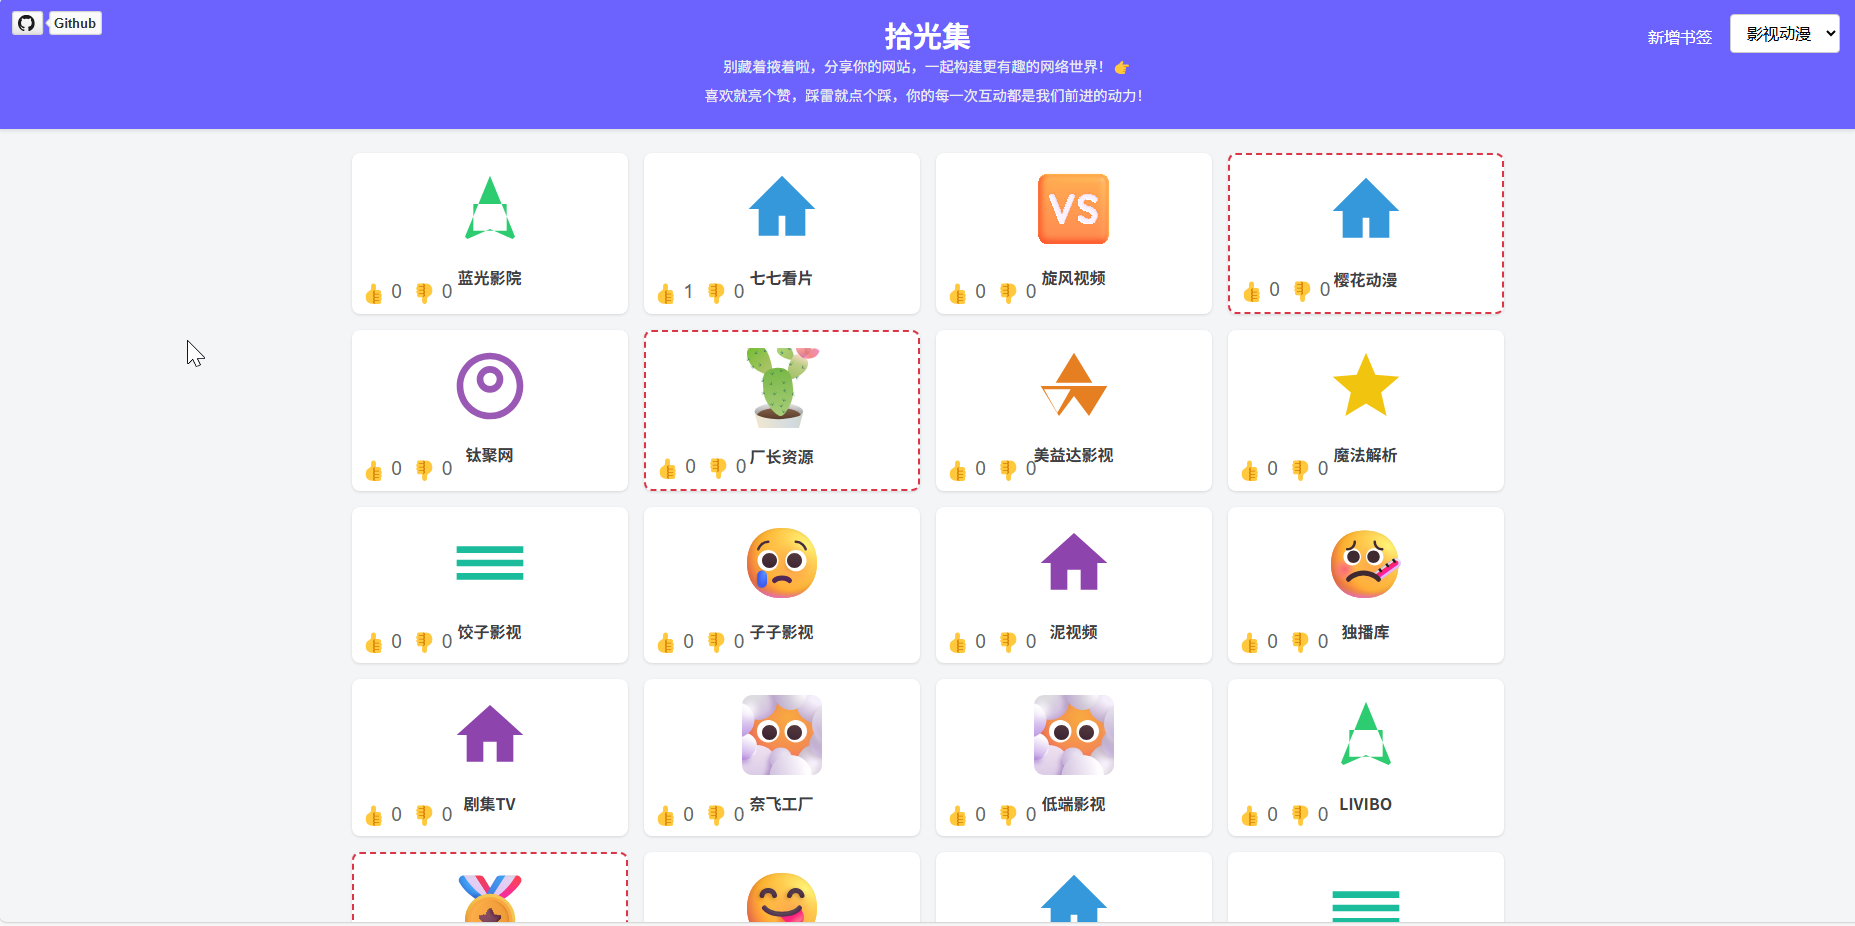 Github
拾光集
新增书签
影视动漫
别藏着掖着啦，分享你的网站，一起构建更有趣的网络世界！👉
喜欢就亮个赞，踩雷就点个踩，你的每一次互动都是我们前进的动力！
VS
👍 0 👎 0 蓝光影院
👍 1 👎 0 七七看片
👍 0 👎 0 旋风视频
👍 0 👎 0 樱花动漫
👍 0 👎 0 钛聚网
👍 0 👎 0 厂长资源
👍 0 👎 0 美益达影视
👍 0 👎 0 魔法解析
👍 0 👎 0 饺子影视
👍 0 👎 0 子子影视
👍 0 👎 0 泥视频
👍 0 👎 0 独播库
👍 0 👎 0 剧集TV
👍 0 👎 0 奈飞工厂
👍 0 👎 0 低端影视
👍 0 👎 0 LIVIBO